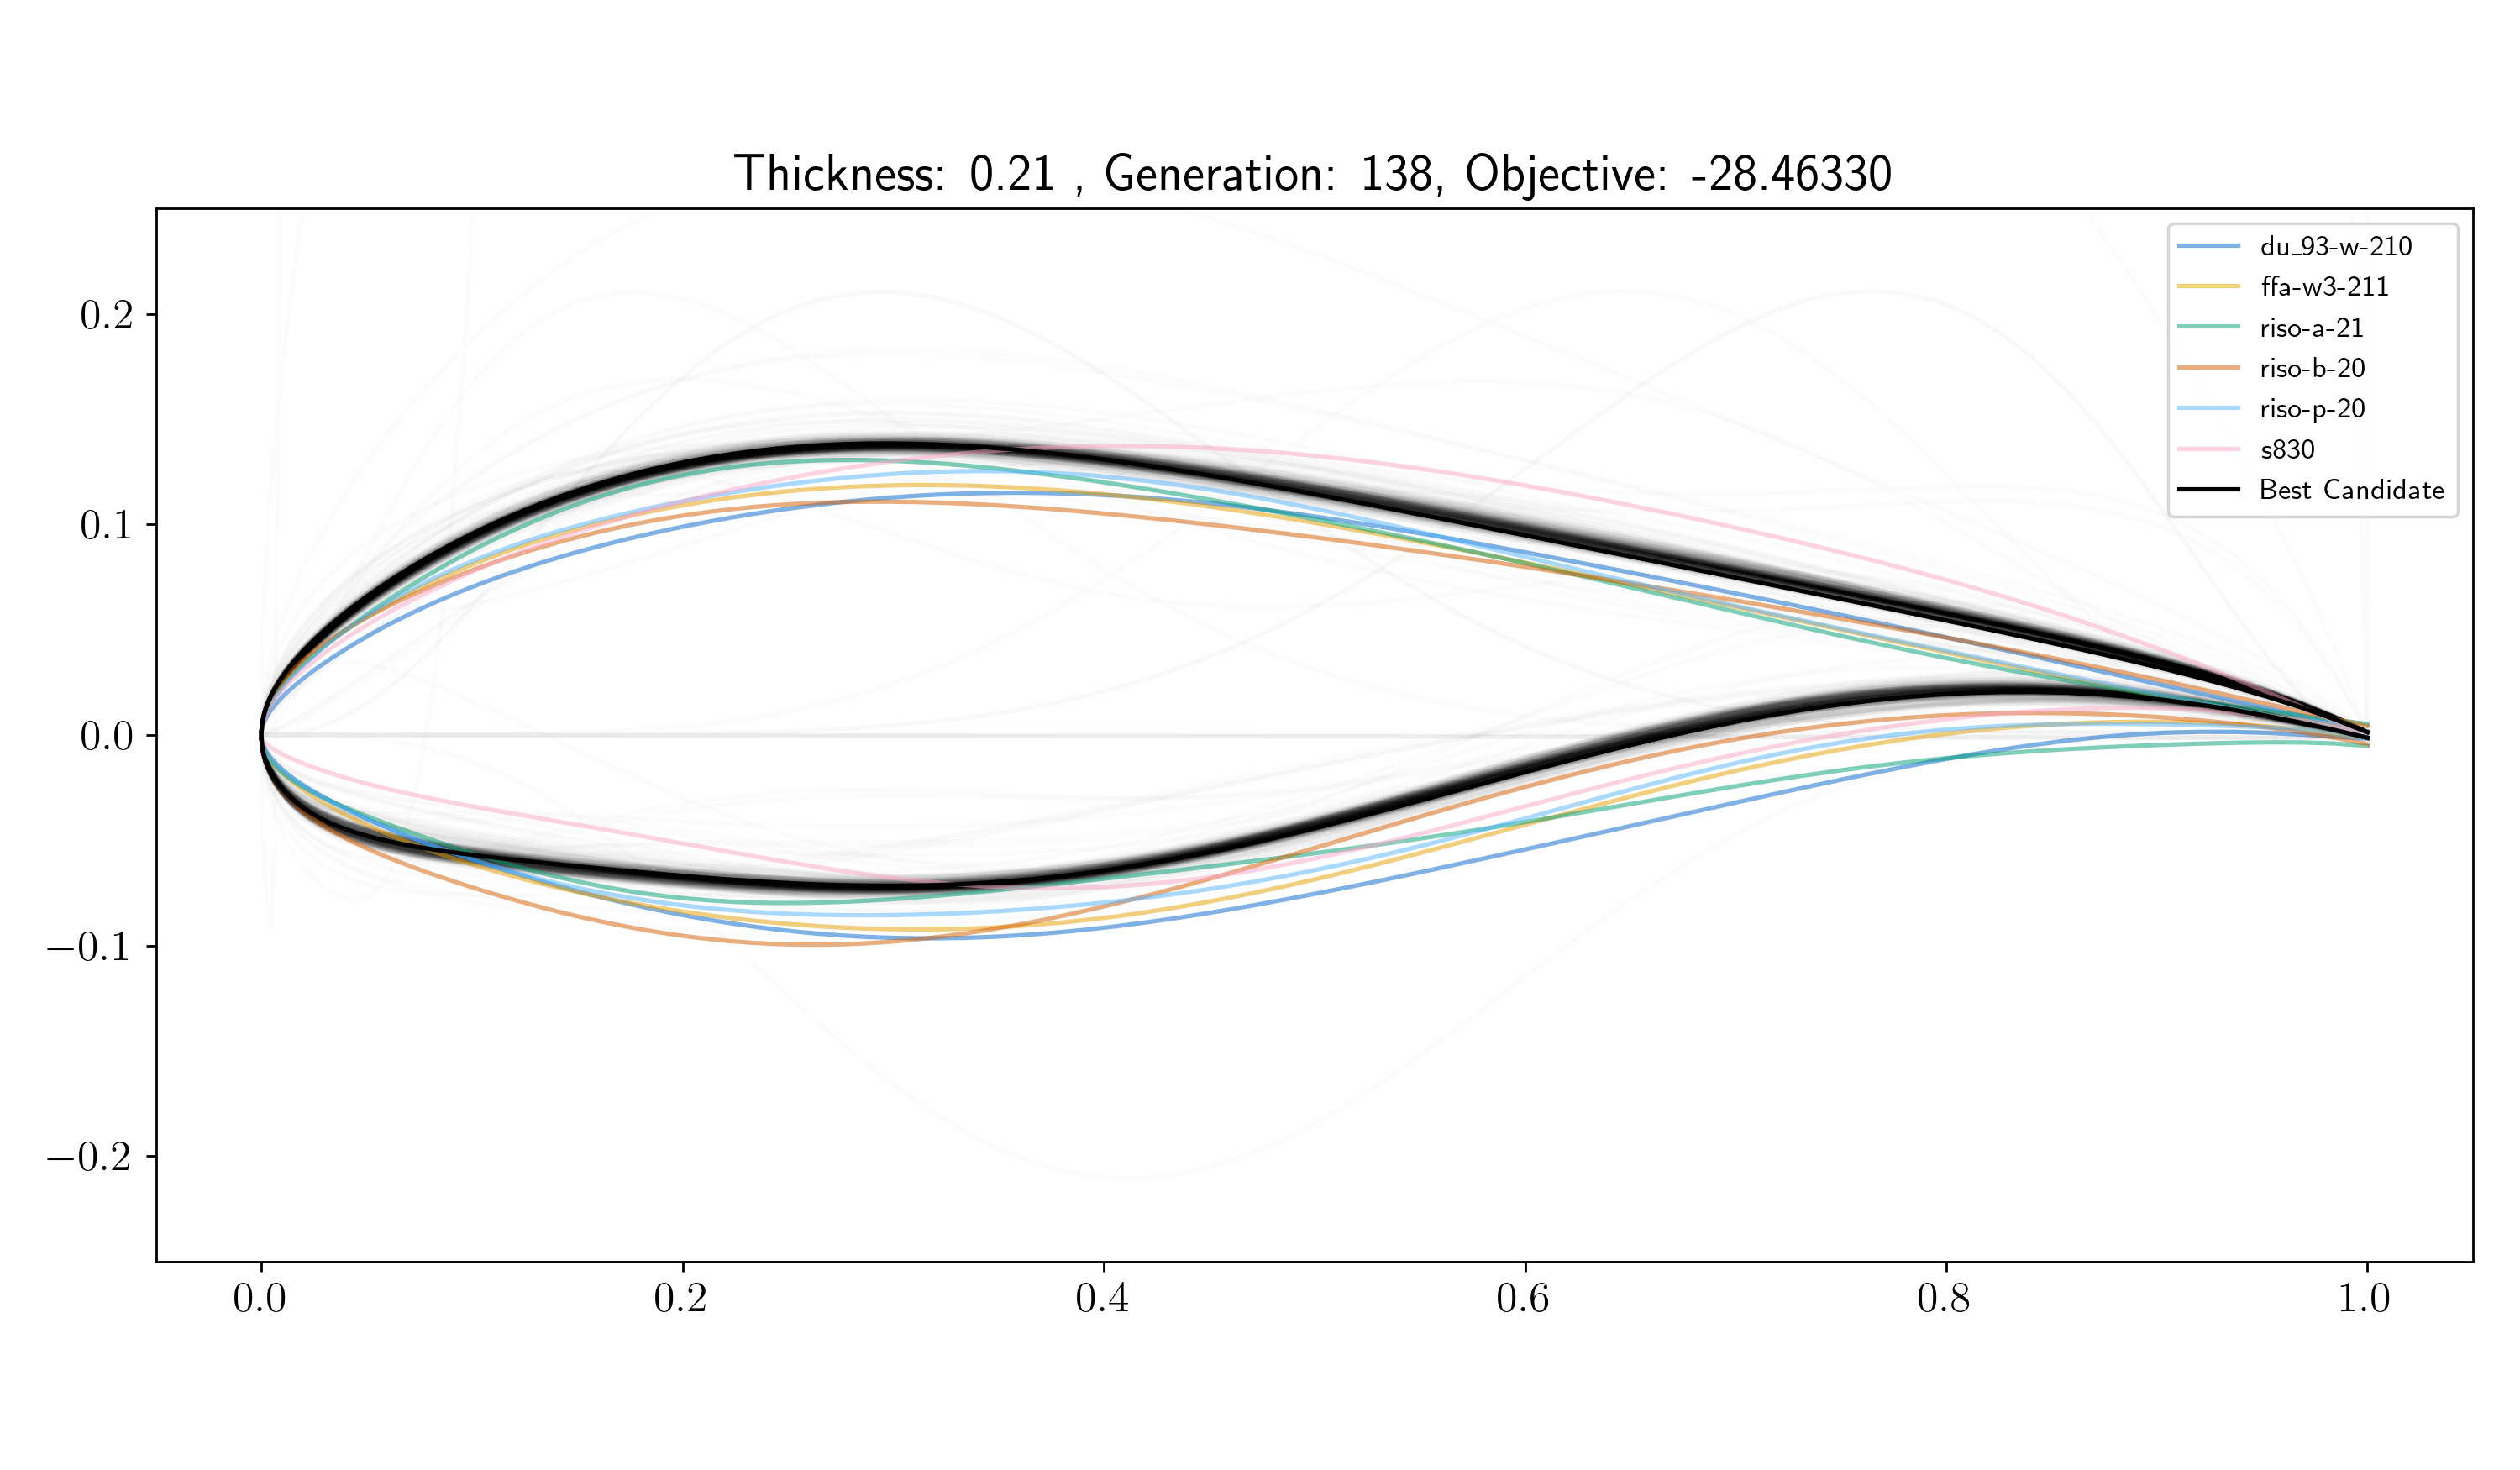 Thickness: 0.21 , Generation: 138, Objective: -28.46330
du_93-w-210
ffa-w3-211
riso-a-21
riso-b-20
riso-p-20
s830
Best Candidate
0.2
0.1
0.0
−0.1
−0.2
0.0 0.2 0.4 0.6 0.8 1.0